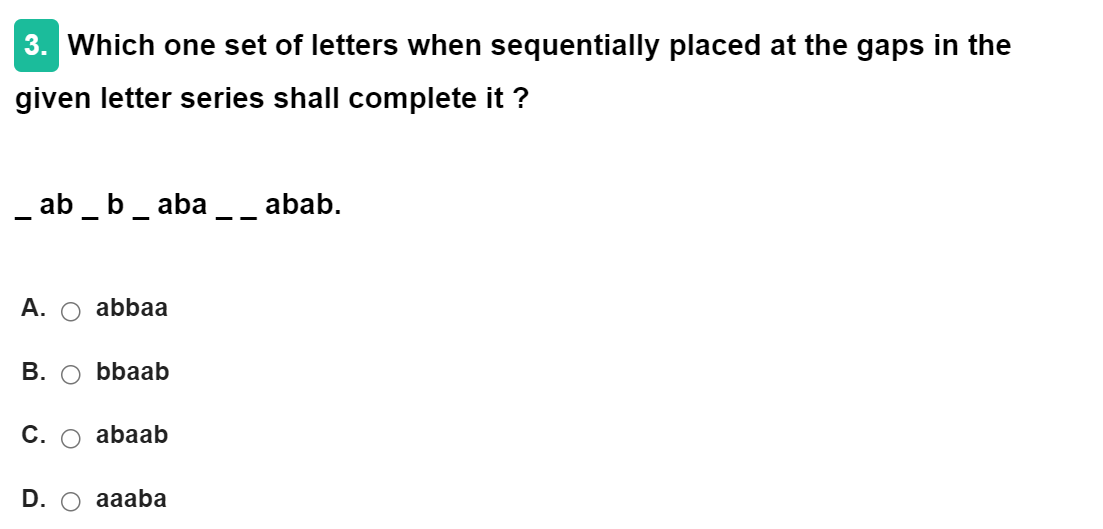 3. Which one set of letters when sequentially placed at the gaps in the
given letter series shall complete it ?
_ ab _ b _ aba _ _ abab.
A. abbaa
B. bbaab
C. abaab
D. aaaba